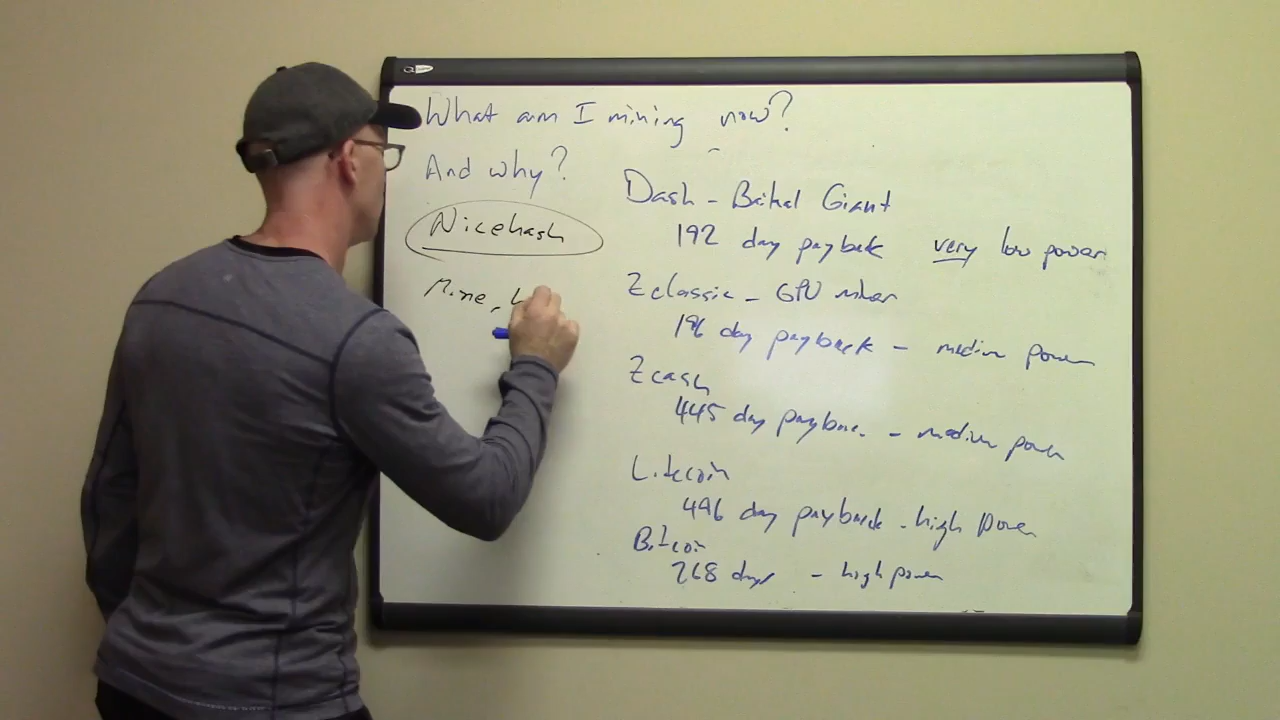 What am I mining now?
And why?
Nicehash
Mine,
Dash - Baikal Giant
192 day payback very low power
Zclassic - GPU miner
196 day payback - medium power
Zcash
445 day payback - medium power
Litecoin
496 day payback - high power
Bitcoin
268 days - high power